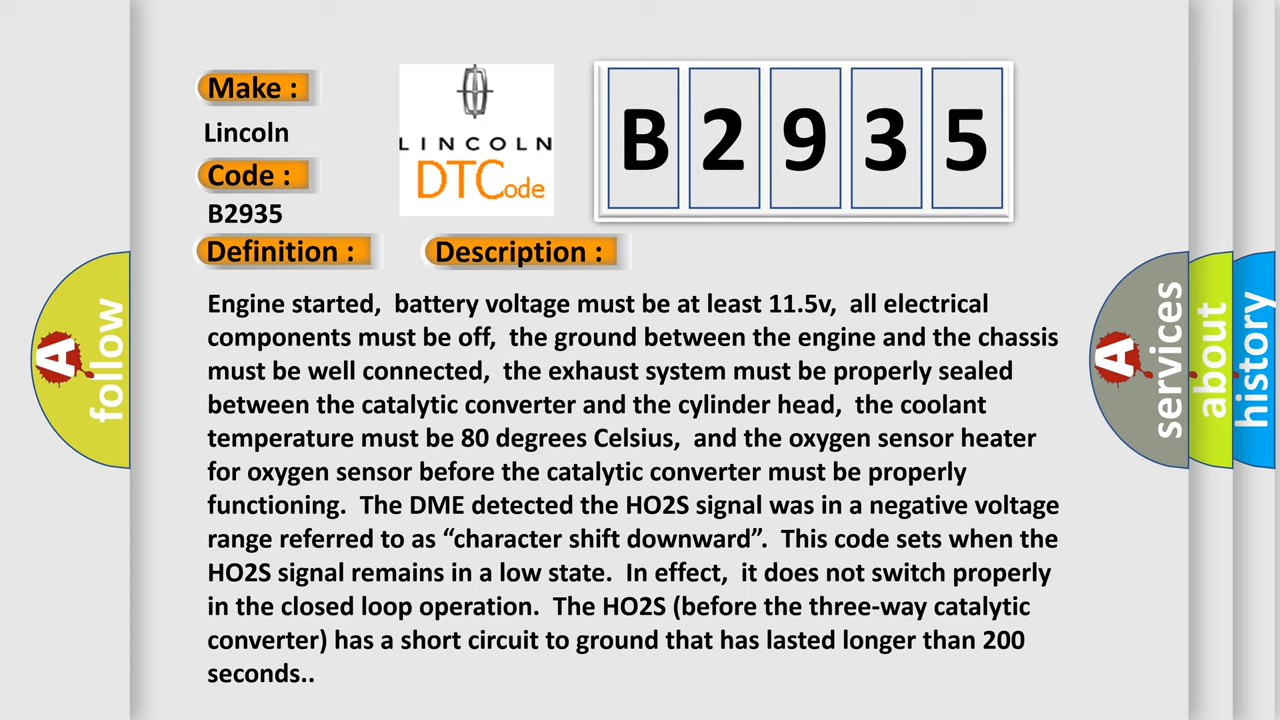 Make :
Lincoln
Code :
B2935
Definition :
Description :
LINCOLN
DTCode
B 2 9 3 5
Engine started, battery voltage must be at least 11.5v, all electrical
components must be off, the ground between the engine and the chassis
must be well connected, the exhaust system must be properly sealed
between the catalytic converter and the cylinder head, the coolant
temperature must be 80 degrees Celsius, and the oxygen sensor heater
for oxygen sensor before the catalytic converter must be properly
functioning The DME detected the HO2S signal was in a negative voltage
range referred to as “character shift downward”. This code sets when the
HO2S signal remains in a low state. In effect, it does not switch properly
in the closed loop operation. The HO2S (before the three-way catalytic
converter) has a short circuit to ground that has lasted longer than 200
seconds..
A
follow
A
services
about
history